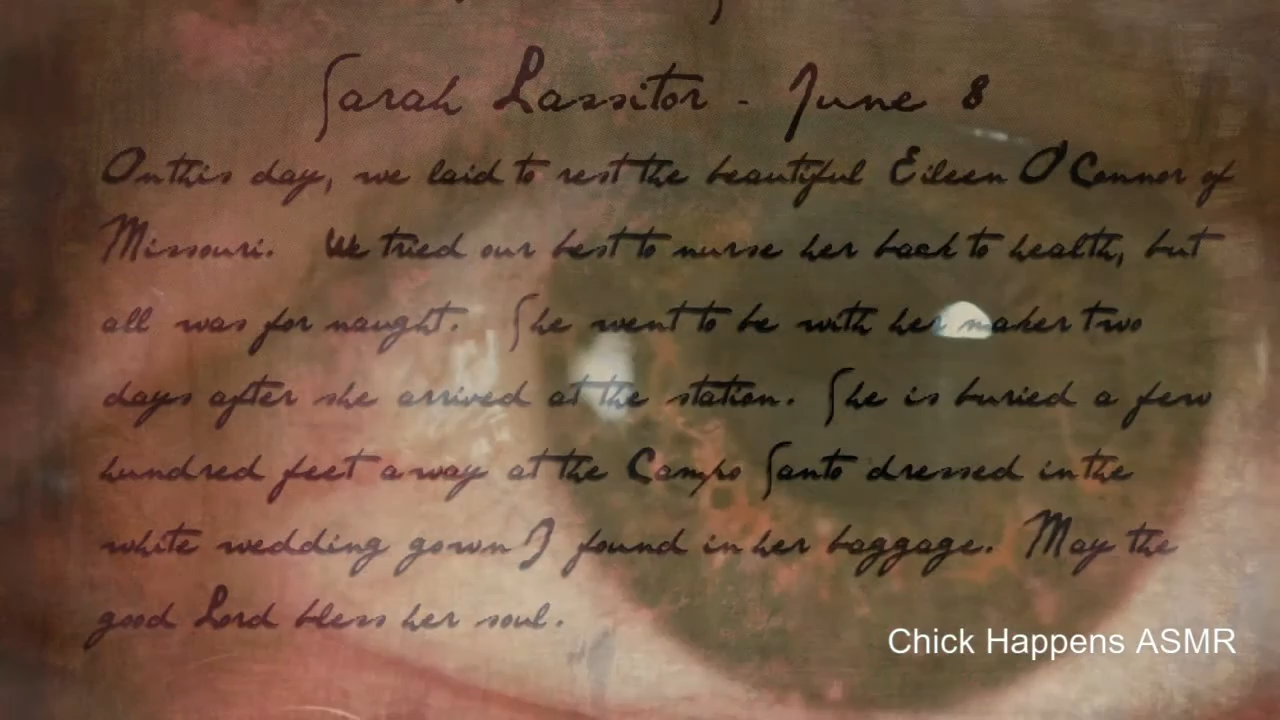 Sarah Lassitor - June 8
On this day, we laid to rest the beautiful Eileen O'Connor of
Missouri. We tried our best to nurse her back to health, but
all was for naught. She went to be with her maker two
days after she arrived at the station. She is buried a few
hundred feet away at the Campo Santo dressed in the
white wedding gown I found in her baggage. May the
good Lord bless her soul.
Chick Happens ASMR